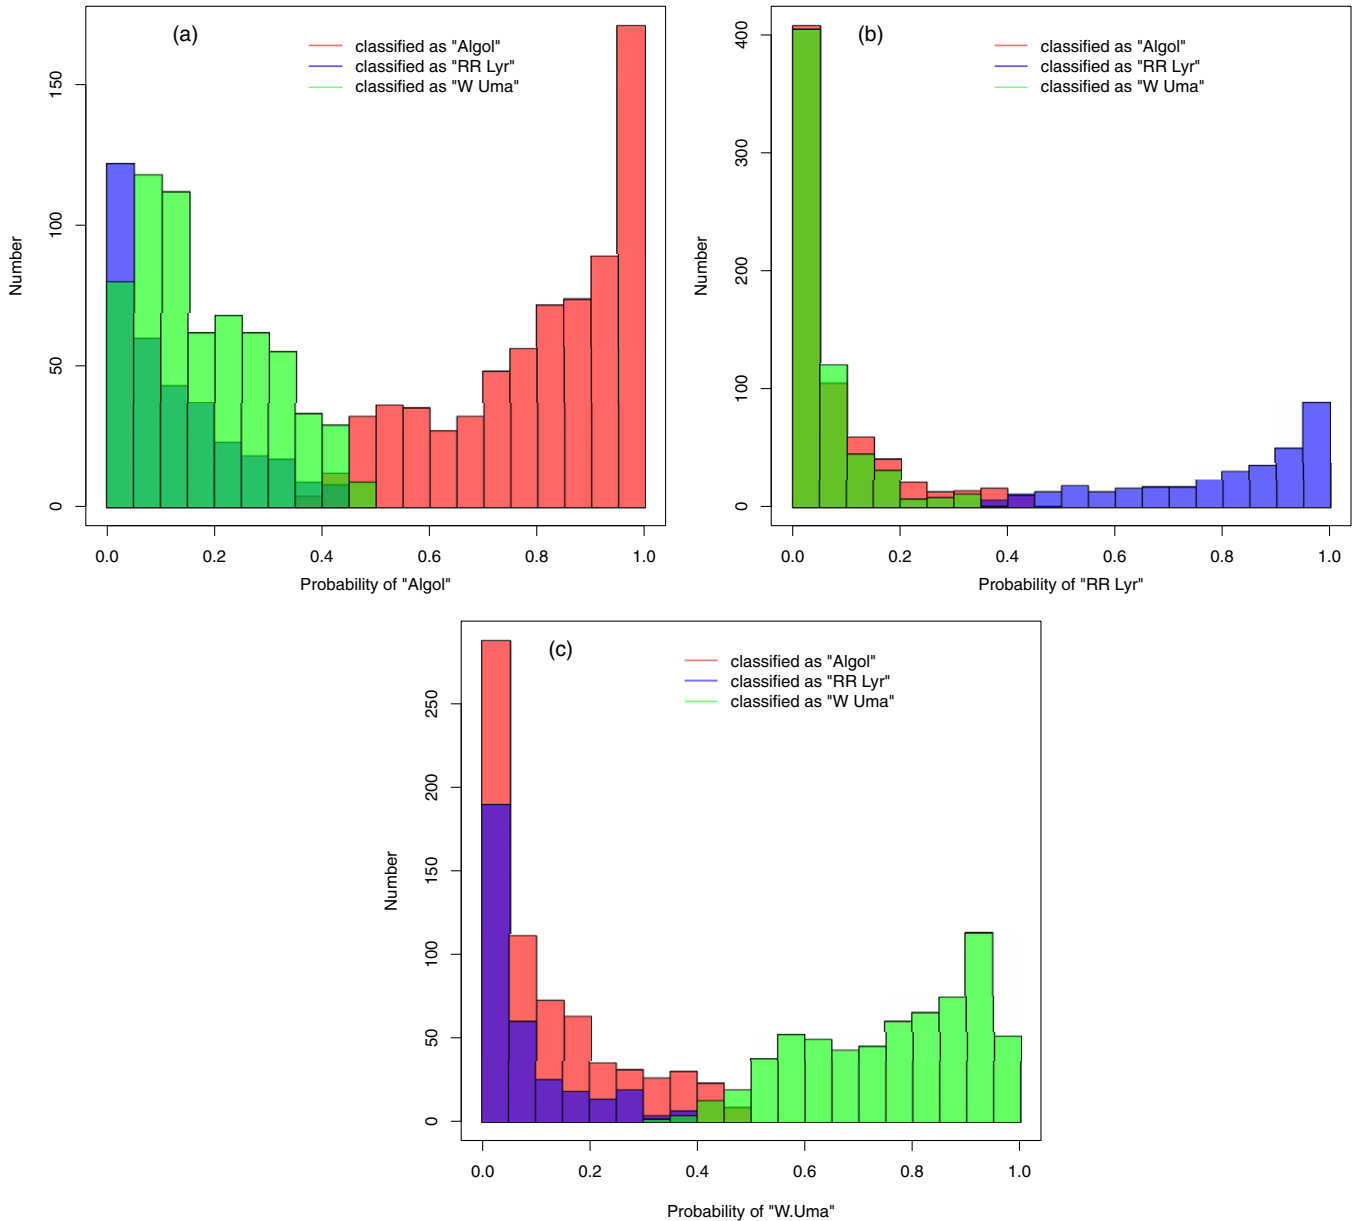 (a)
classified as "Algol"
classified as "RR Lyr"
classified as "W Uma"
Number
150
100
50
0
0.0 0.2 0.4 0.6 0.8 1.0
Probability of "Algol"
(b)
classified as "Algol"
classified as "RR Lyr"
classified as "W Uma"
Number
400
300
200
100
0
0.0 0.2 0.4 0.6 0.8 1.0
Probability of "RR Lyr"
(c)
classified as "Algol"
classified as "RR Lyr"
classified as "W Uma"
Number
250
200
150
100
50
0
0.0 0.2 0.4 0.6 0.8 1.0
Probability of "W.Uma"